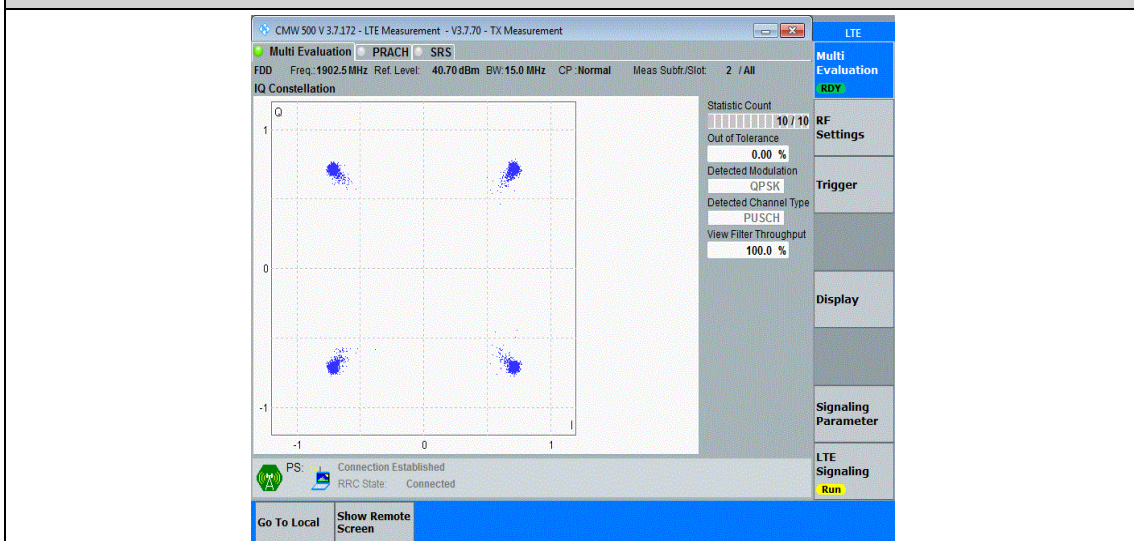 CMW 500 V 3.7.172 - LTE Measurement - V3.7.70 - TX Measurement
LTE
Multi Evaluation PRACH SRS
Multi
Evaluation
RDY
FDD Freq.:1902.5 MHz Ref. Level: 40.70 dBm BW:15.0 MHz CP :Normal Meas Subfr./Slot: 2 / All
IQ Constellation
Q
1
0
-1
-1 0 1
I
Statistic Count
10 / 10
Out of Tolerance
0.00 %
Detected Modulation
QPSK
Detected Channel Type
PUSCH
View Filter Throughput
100.0 %
RF
Settings
Trigger
Display
Signaling
Parameter
LTE
Signaling
Run
PS: Connection Established
RRC State: Connected
Go To Local
Show Remote
Screen